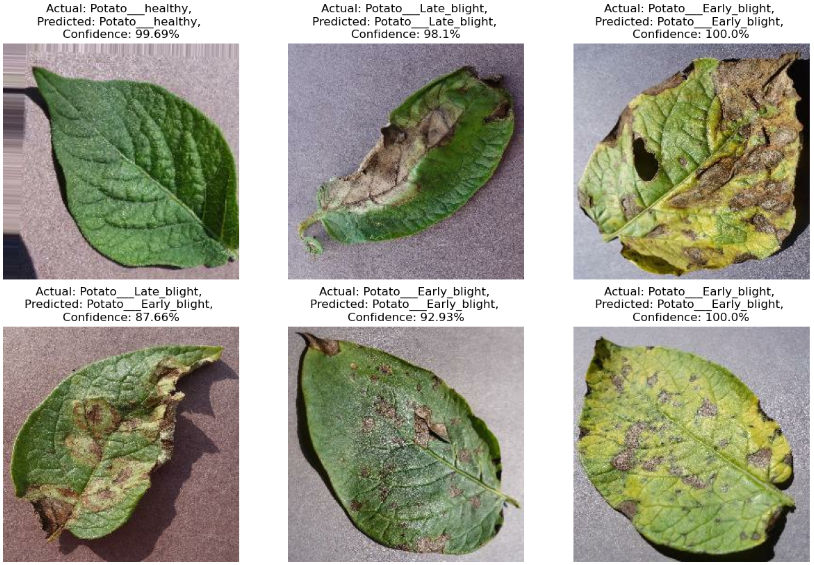 Actual: Potato___healthy,
Predicted: Potato___healthy,
Confidence: 99.69%
Actual: Potato___Late_blight,
Predicted: Potato___Late_blight,
Confidence: 98.1%
Actual: Potato___Early_blight,
Predicted: Potato___Early_blight,
Confidence: 100.0%
Actual: Potato___Late_blight,
Predicted: Potato___Early_blight,
Confidence: 87.66%
Actual: Potato___Early_blight,
Predicted: Potato___Early_blight,
Confidence: 92.93%
Actual: Potato___Early_blight,
Predicted: Potato___Early_blight,
Confidence: 100.0%